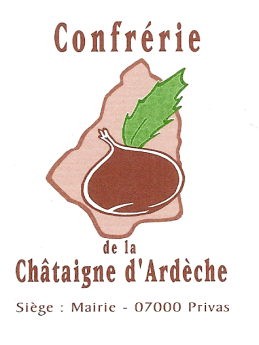 Confrérie
de la
Châtaigne d'Ardèche
Siège : Mairie - 07000 Privas